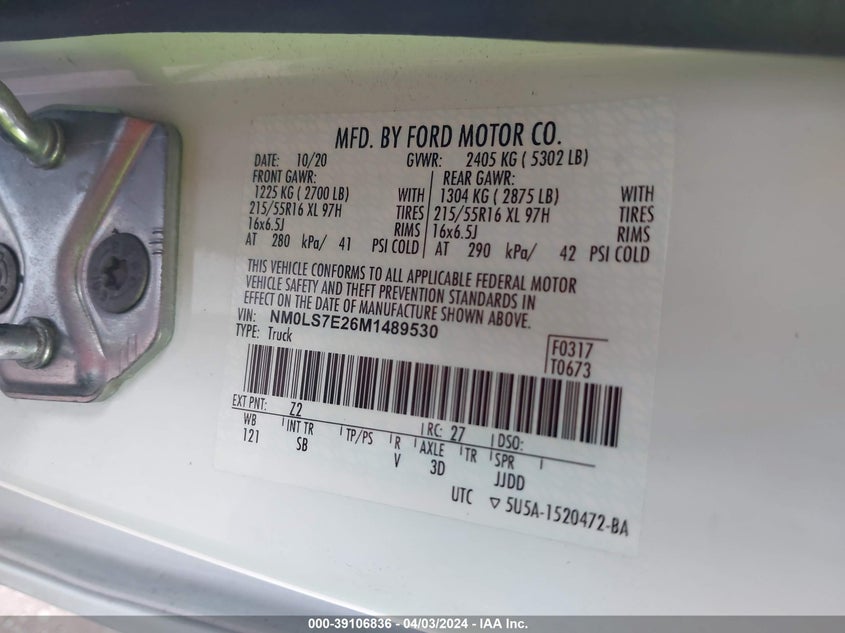 MFD. BY FORD MOTOR CO.
DATE: 10/20 GVWR: 2405 KG ( 5302 LB)
FRONT GAWR: REAR GAWR:
1225 KG ( 2700 LB) WITH 1304 KG ( 2875 LB) WITH
215/55R16 XL 97H TIRES 215/55R16 XL 97H TIRES
16x6.5J RIMS 16x6.5J RIMS
AT 280 kPa/ 41 PSI COLD AT 290 kPa/ 42 PSI COLD
THIS VEHICLE CONFORMS TO ALL APPLICABLE FEDERAL MOTOR
VEHICLE SAFETY AND THEFT PREVENTION STANDARDS IN
EFFECT ON THE DATE OF MANUFACTURE SHOWN ABOVE.
VIN: NM0LS7E26M1489530
TYPE: Truck
F0317
T0673
EXT PNT: Z2 RC: 27 DSO:
WB INT TR TP/PS R AXLE TR SPR
121 SB V 3D JJDD
UTC ▽ 5U5A-1520472-BA
000-39106836 - 04/03/2024 - IAA Inc.